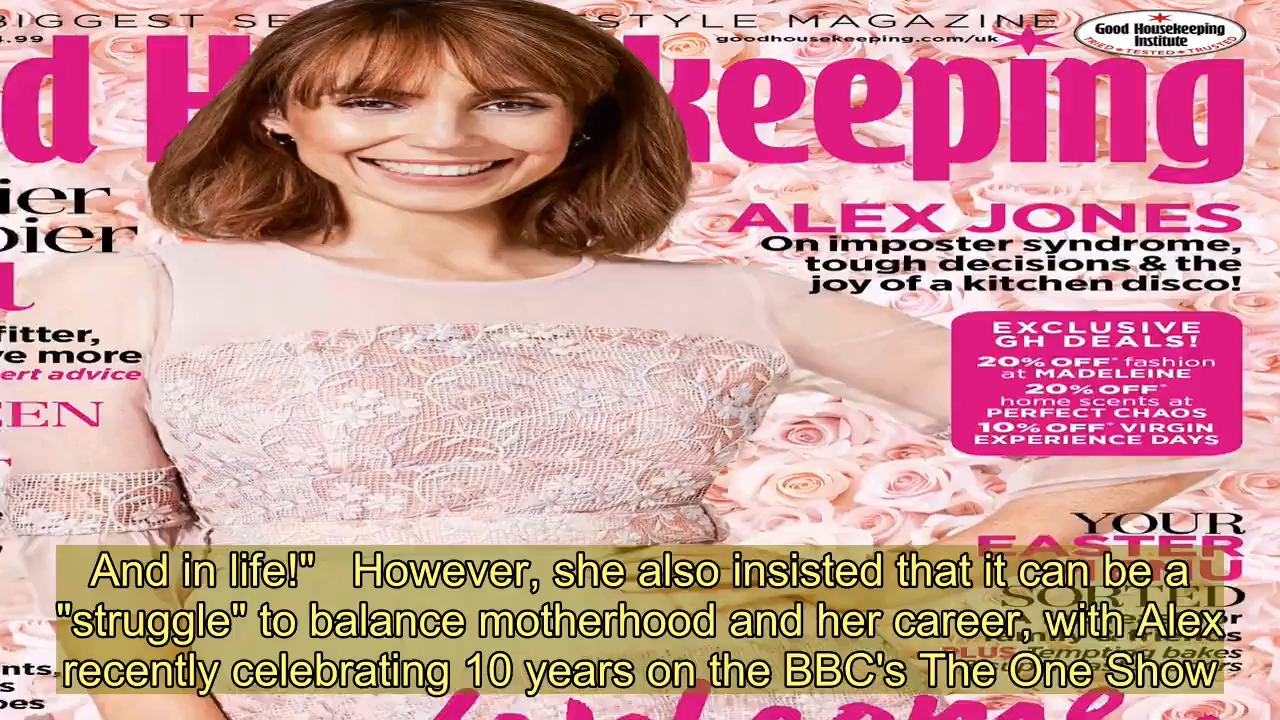 BIGGEST SE STYLE MAGAZINE
4.99 goodhousekeeping.com/uk
Good Housekeeping
Institute
TRIED • TESTED • TRUSTED
d H keeping
ALEX JONES
On imposter syndrome,
tough decisions & the
joy of a kitchen disco!
fitter,
ve more
ert advice
EEN
EXCLUSIVE
GH DEALS!
20% OFF* fashion
at MADELEINE
20% OFF*
home scents at
PERFECT CHAOS
10% OFF* VIRGIN
EXPERIENCE DAYS
YOUR
EASTER
SORTED
PLUS Tempting bakes
And in life!" However, she also insisted that it can be a
"struggle" to balance motherhood and her career, with Alex
recently celebrating 10 years on the BBC's The One Show